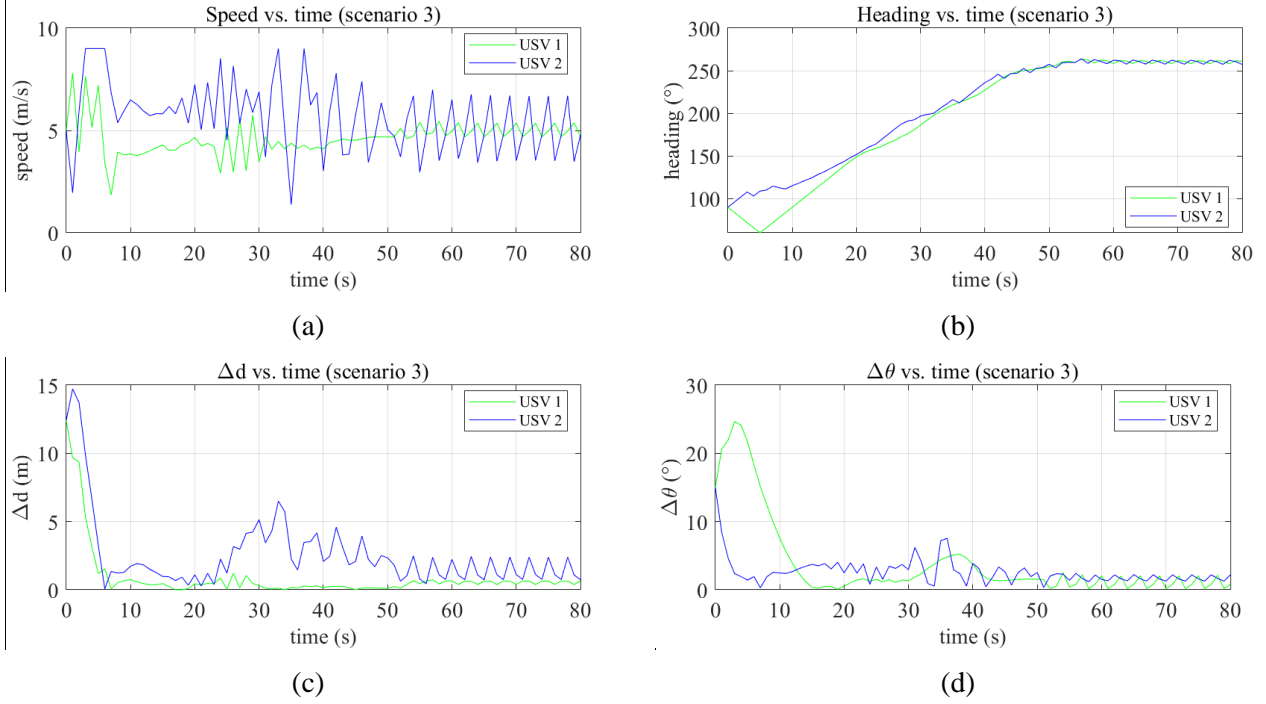 Speed vs. time (scenario 3)
10
5
0
speed (m/s)
USV 1
USV 2
0 10 20 30 40 50 60 70 80
time (s)
(a)
Heading vs. time (scenario 3)
300
250
200
150
100
heading (°)
USV 1
USV 2
0 10 20 30 40 50 60 70 80
time (s)
(b)
Δd vs. time (scenario 3)
15
10
5
0
Δd (m)
USV 1
USV 2
0 10 20 30 40 50 60 70 80
time (s)
(c)
Δθ vs. time (scenario 3)
30
20
10
0
Δθ (°)
USV 1
USV 2
0 10 20 30 40 50 60 70 80
time (s)
(d)